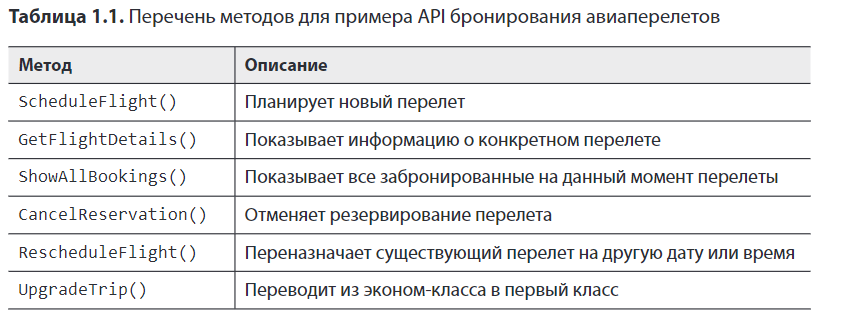 Таблица 1.1. Перечень методов для примера API бронирования авиаперелетов
Метод Описание
ScheduleFlight() Планирует новый перелет
GetFlightDetails() Показывает информацию о конкретном перелете
ShowAllBookings() Показывает все забронированные на данный момент перелеты
CancelReservation() Отменяет резервирование перелета
RescheduleFlight() Переназначает существующий перелет на другую дату или время
UpgradeTrip() Переводит из эконом-класса в первый класс